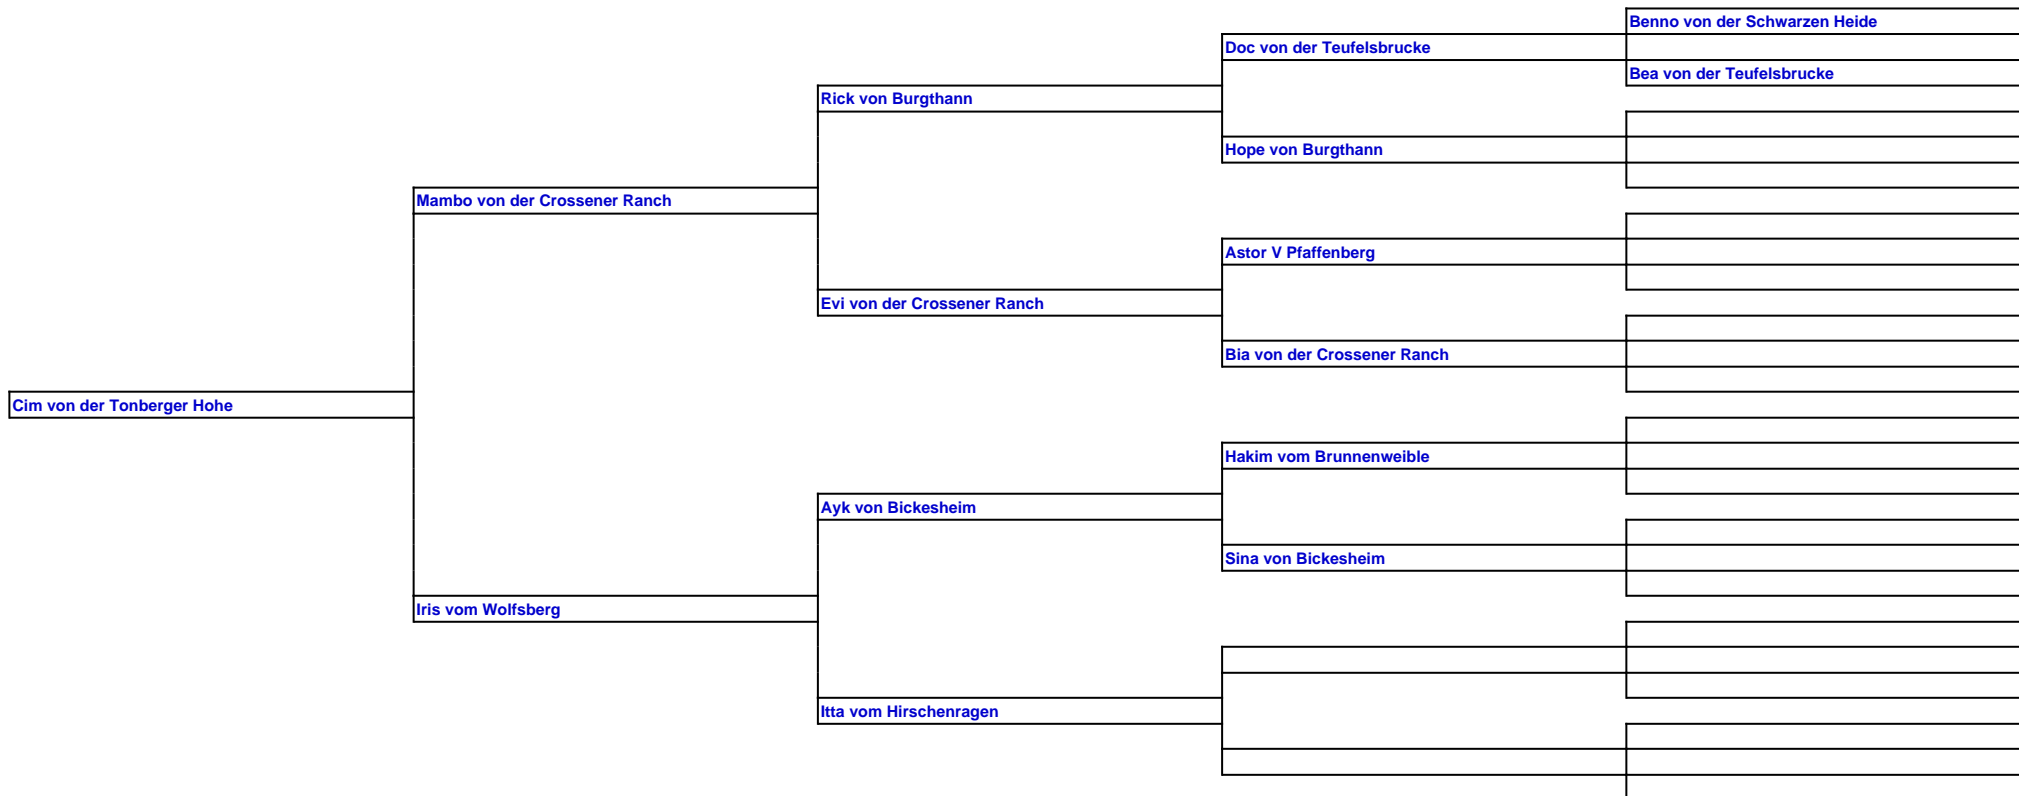 Benno von der Schwarzen Heide
Doc von der Teufelsbrucke
Bea von der Teufelsbrucke
Rick von Burgthann
Hope von Burgthann
Mambo von der Crossener Ranch
Astor V Pfaffenberg
Evi von der Crossener Ranch
Bia von der Crossener Ranch
Cim von der Tonberger Hohe
Hakim vom Brunnenweible
Ayk von Bickesheim
Sina von Bickesheim
Iris vom Wolfsberg
Itta vom Hirschenragen